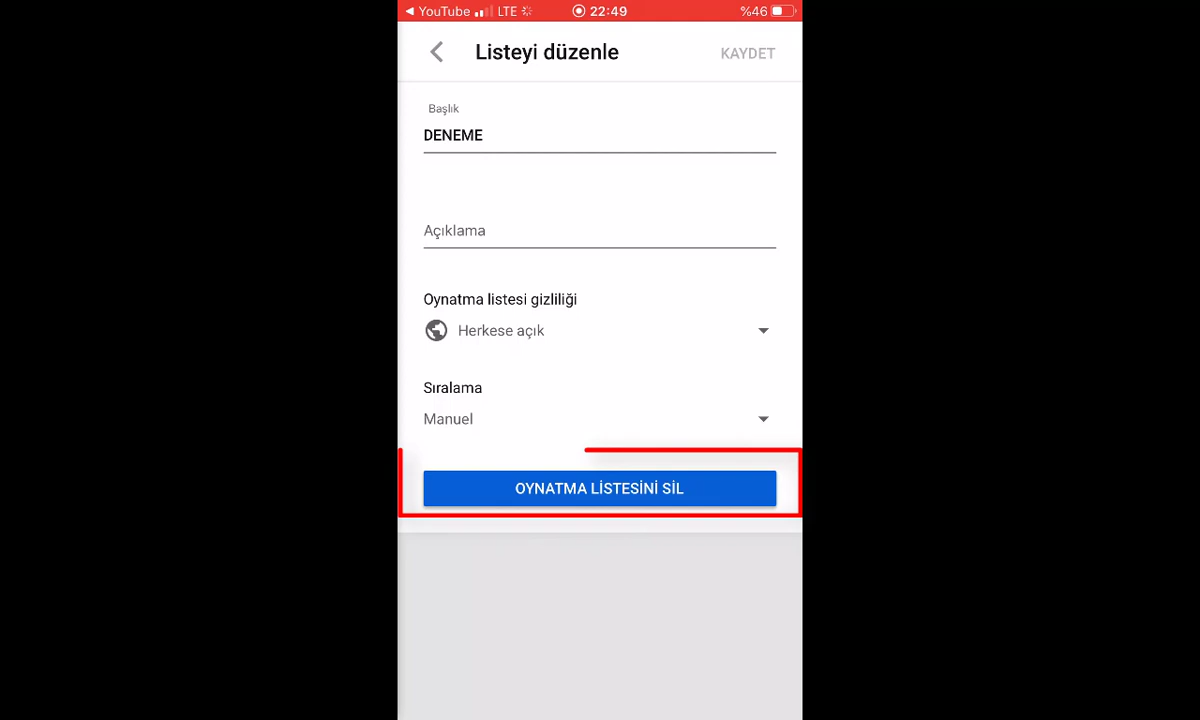 YouTube LTE 22:49 %46
Listeyi düzenle KAYDET
Başlık
DENEME
Açıklama
Oynatma listesi gizliliği
Herkese açık
Sıralama
Manuel
OYNATMA LİSTESİNİ SİL